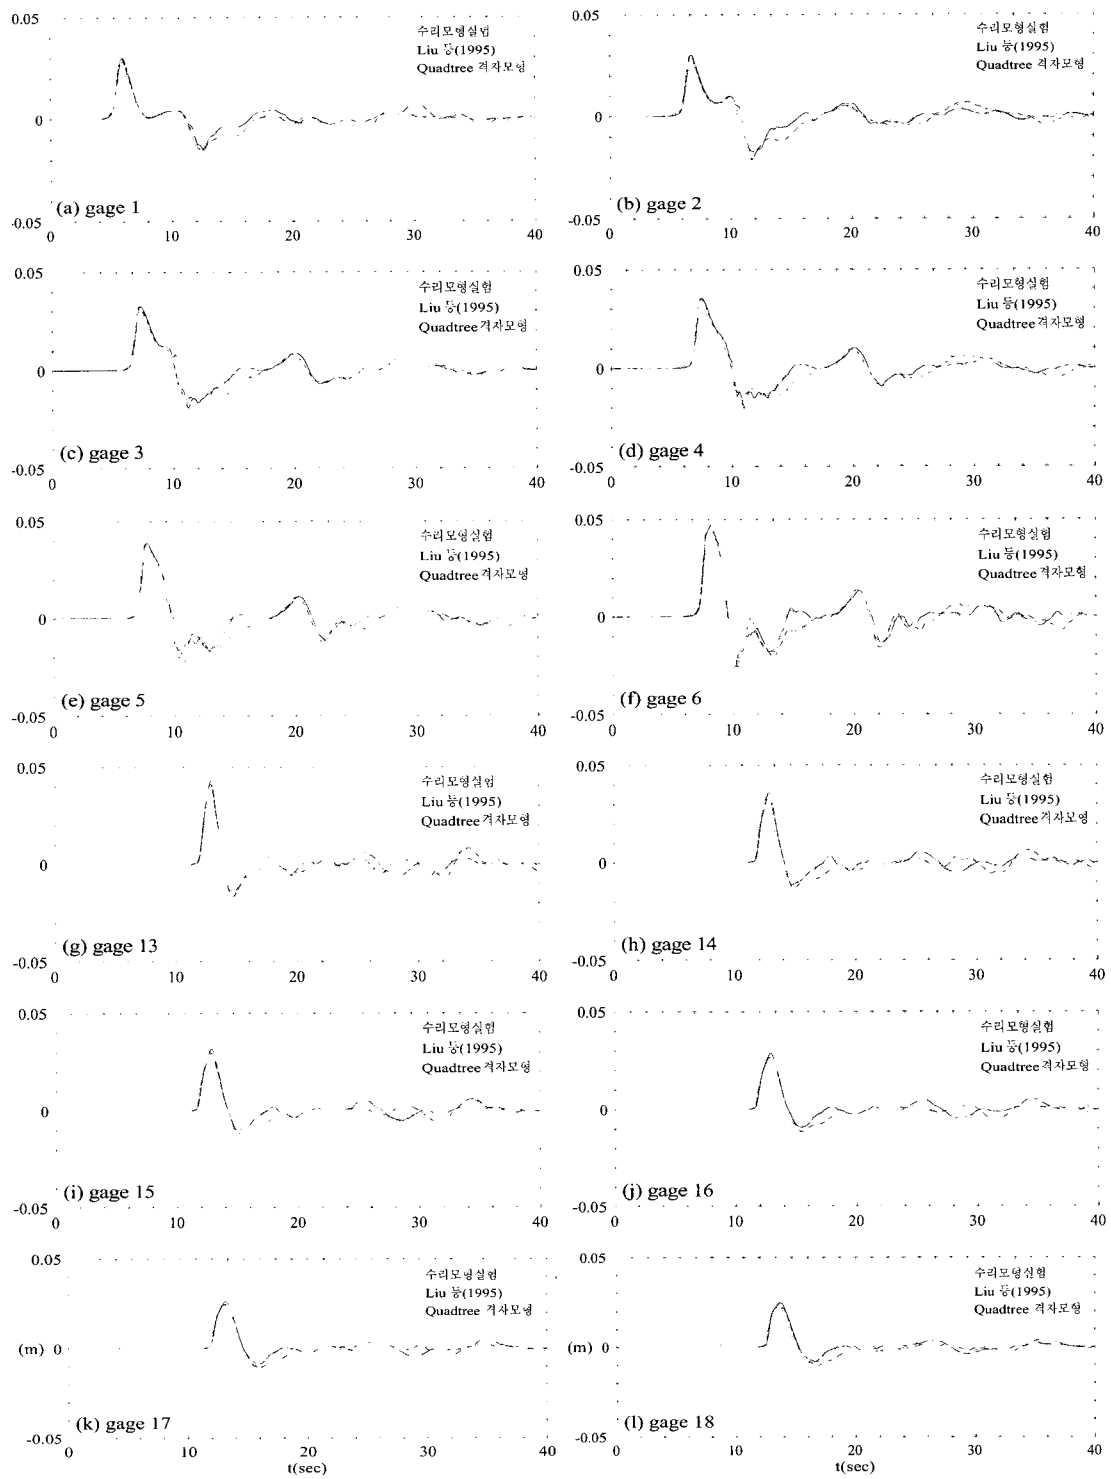 0.05
수리모형실험
Liu 등(1995)
Quadtree 격자모형
0
(a) gage 1
-0.05
0 10 20 30 40
0.05
수리모형실험
Liu 등(1995)
Quadtree 격자모형
0
(b) gage 2
-0.05
0 10 20 30 40
0.05
수리모형실험
Liu 등(1995)
Quadtree 격자모형
0
(c) gage 3
-0.05
0 10 20 30 40
0.05
수리모형실험
Liu 등(1995)
Quadtree 격자모형
0
(d) gage 4
-0.05
0 10 20 30 40
0.05
수리모형실험
Liu 등(1995)
Quadtree 격자모형
0
(e) gage 5
-0.05
0 10 20 30 40
0.05
수리모형실험
Liu 등(1995)
Quadtree 격자모형
0
(f) gage 6
-0.05
0 10 20 30 40
0.05
수리모형실험
Liu 등(1995)
Quadtree 격자모형
0
(g) gage 13
-0.05
0 10 20 30 40
0.05
수리모형실험
Liu 등(1995)
Quadtree 격자모형
0
(h) gage 14
-0.05
0 10 20 30 40
0.05
수리모형실험
Liu 등(1995)
Quadtree 격자모형
0
(i) gage 15
-0.05
0 10 20 30 40
0.05
수리모형실험
Liu 등(1995)
Quadtree 격자모형
0
(j) gage 16
-0.05
0 10 20 30 40
0.05
수리모형실험
Liu 등(1995)
Quadtree 격자모형
(m) 0
(k) gage 17
-0.05
0 10 20 30 40
t(sec)
0.05
수리모형실험
Liu 등(1995)
Quadtree 격자모형
(m) 0
(l) gage 18
-0.05
0 10 20 30 40
t(sec)